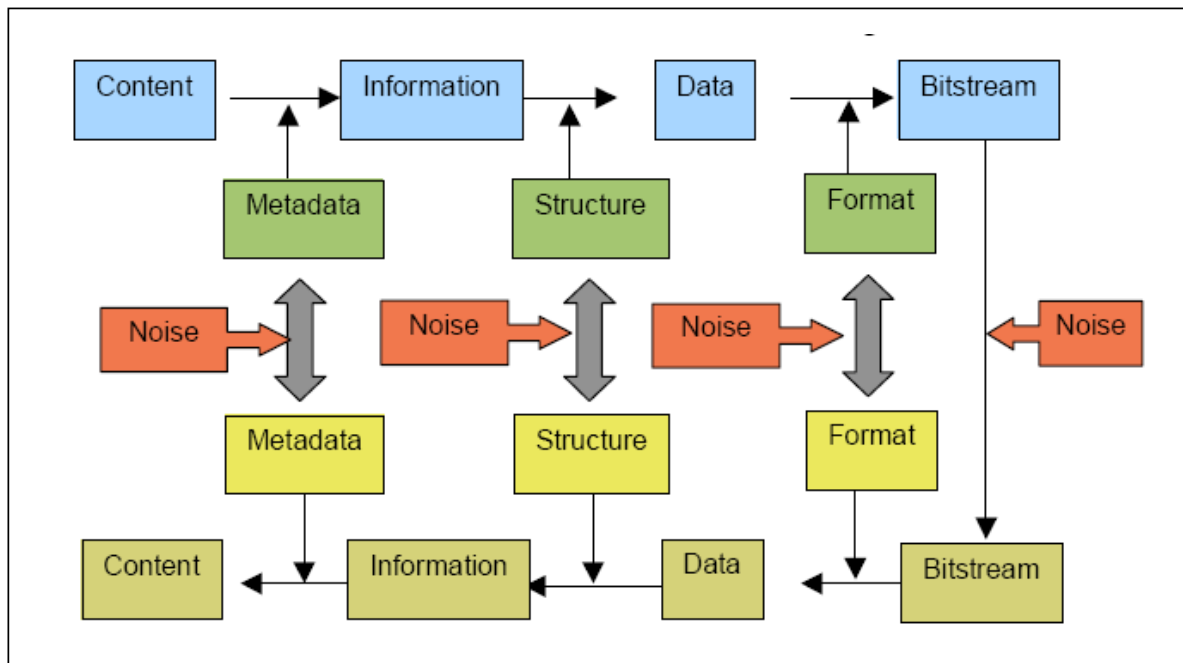 Content Information Data Bitstream
Metadata Structure Format
Noise Noise Noise Noise
Metadata Structure Format
Content Information Data Bitstream